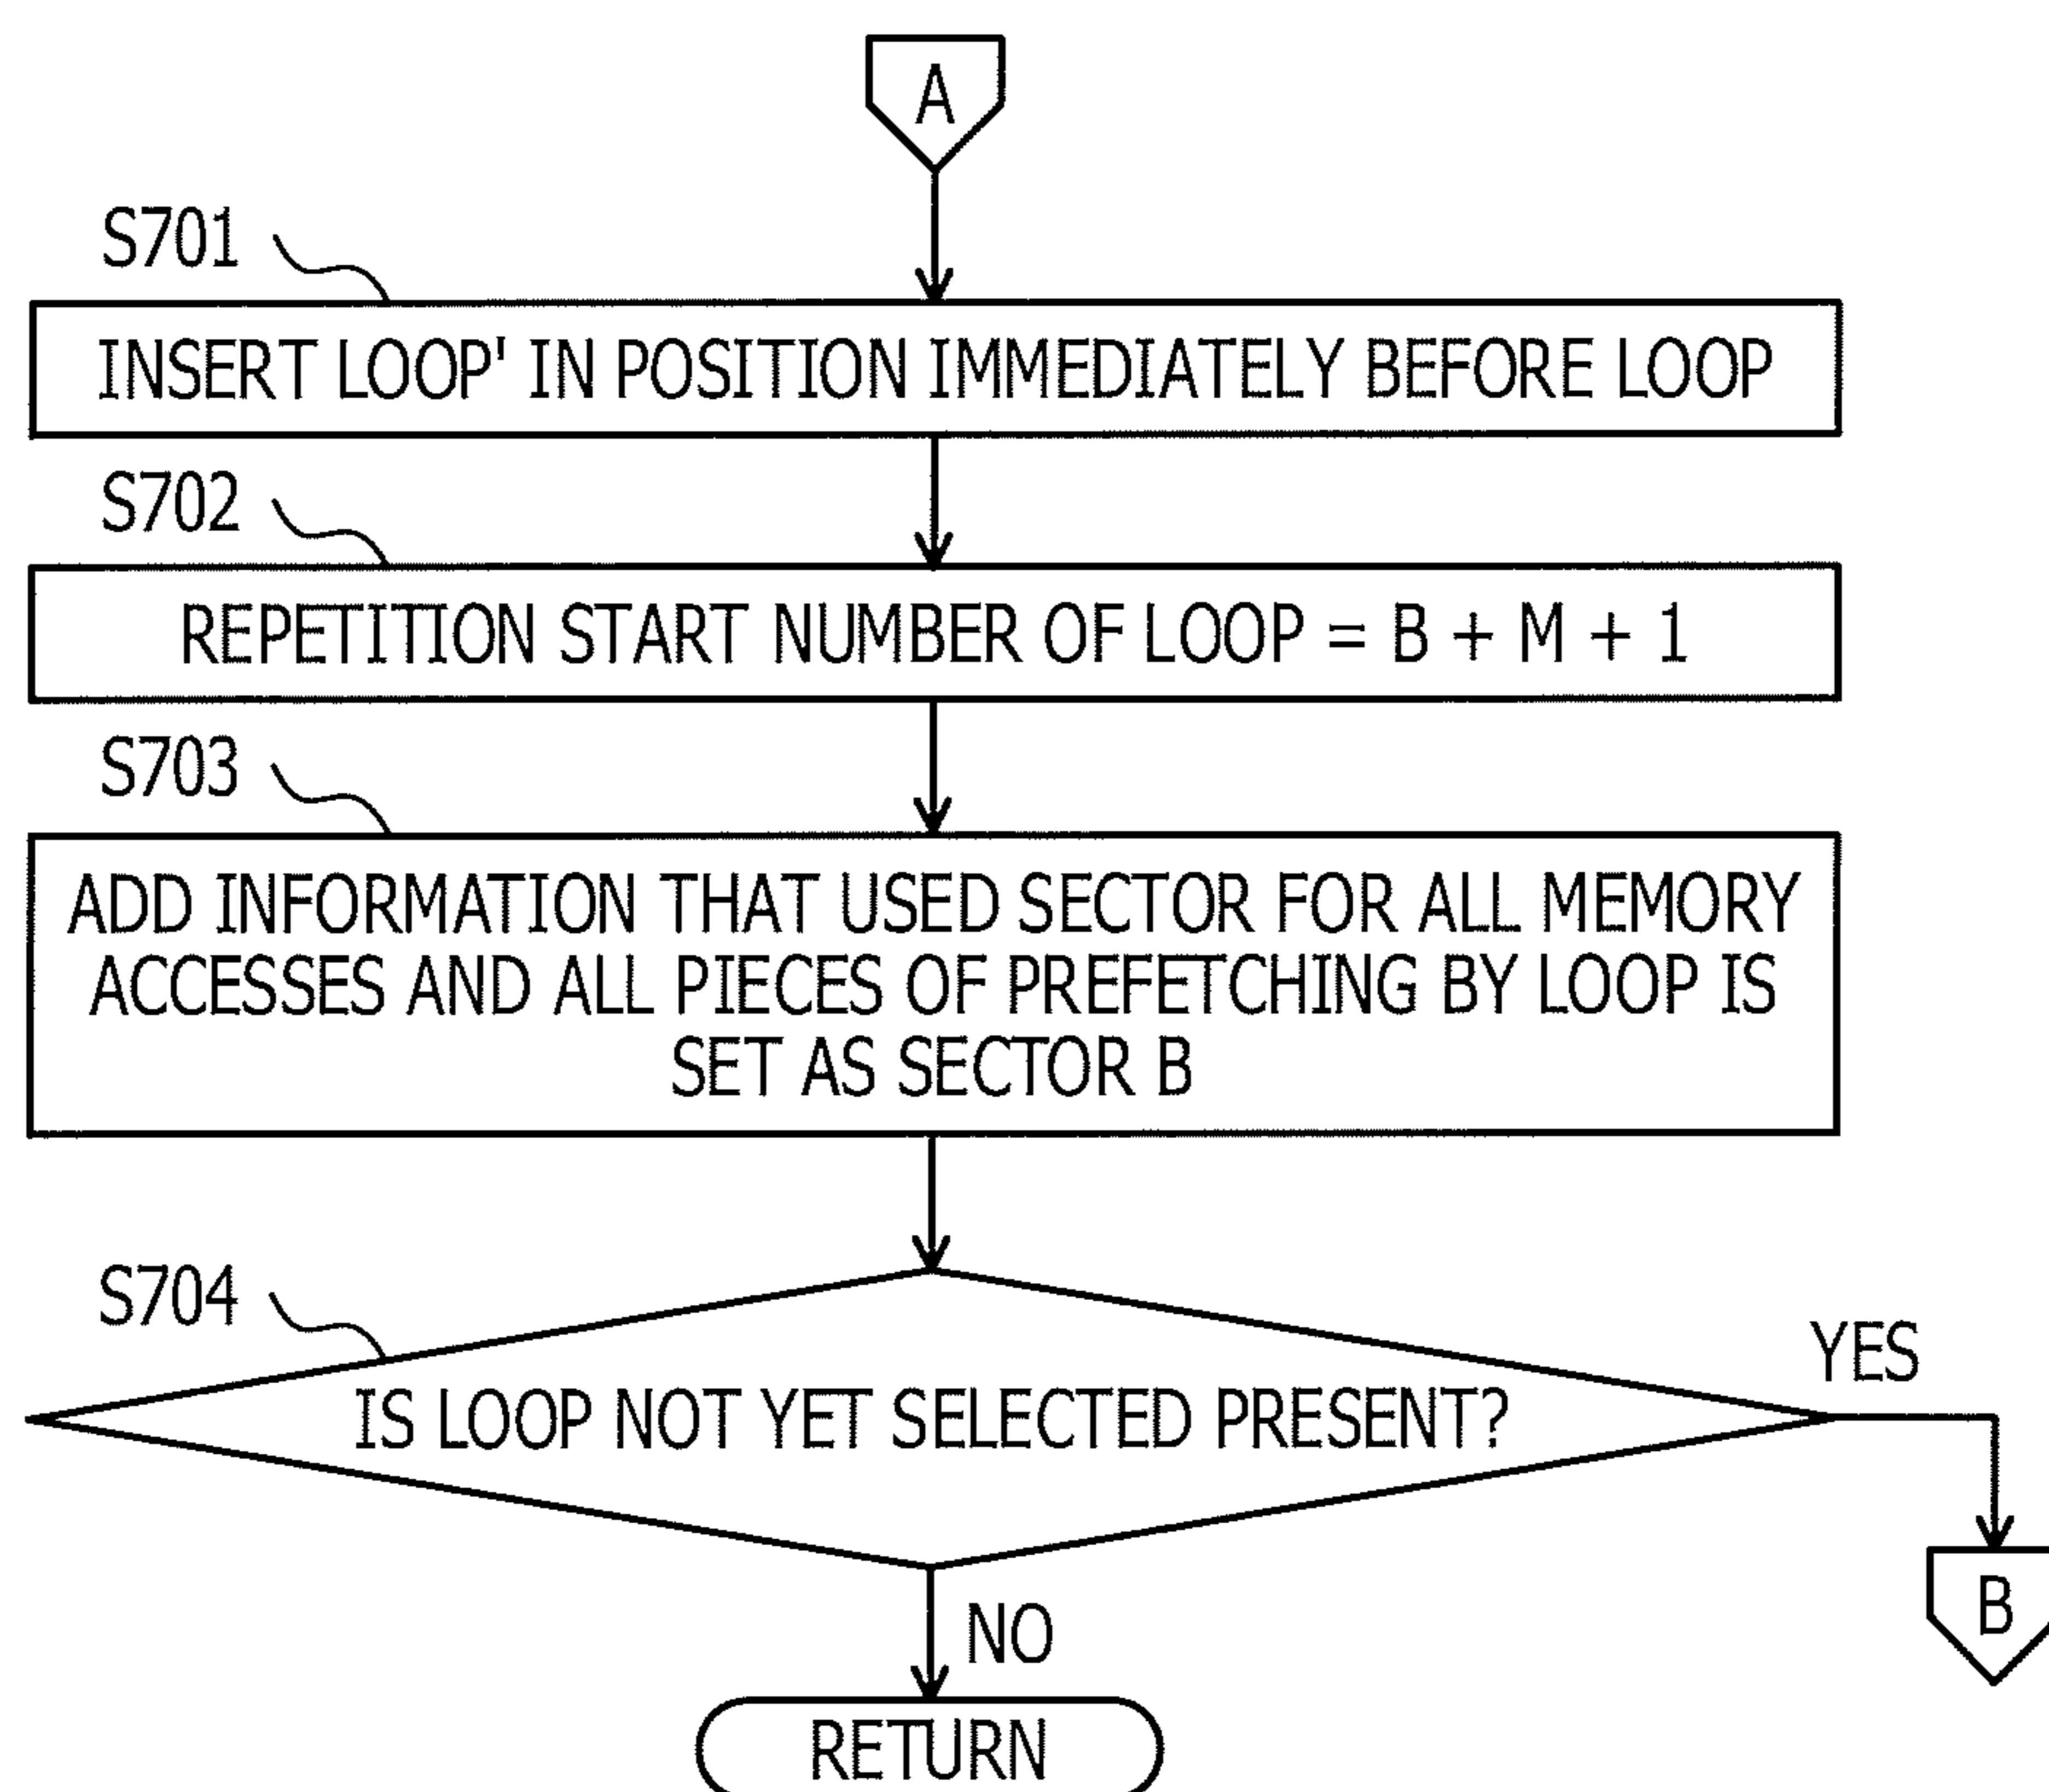 A
S701
INSERT LOOP' IN POSITION IMMEDIATELY BEFORE LOOP
S702
REPETITION START NUMBER OF LOOP = B + M + 1
S703
ADD INFORMATION THAT USED SECTOR FOR ALL MEMORY
ACCESSES AND ALL PIECES OF PREFETCHING BY LOOP IS
SET AS SECTOR B
S704
IS LOOP NOT YET SELECTED PRESENT?
YES
B
NO
RETURN